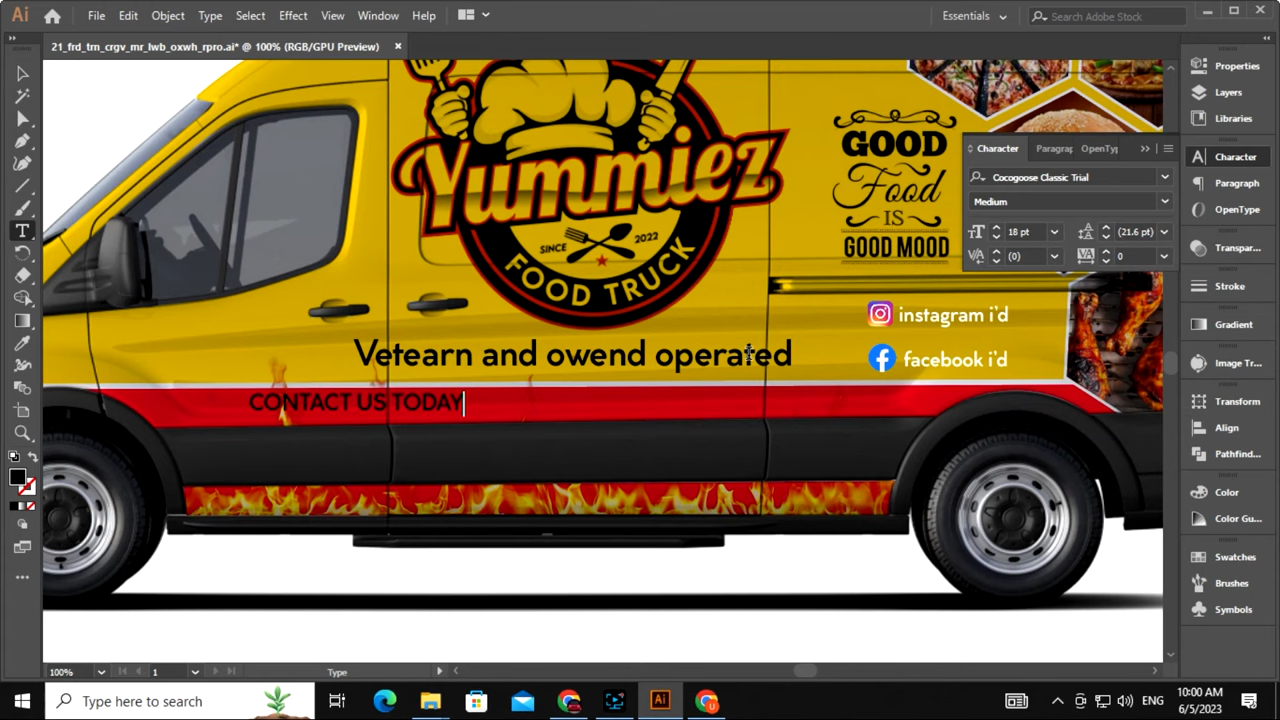 Ai
File Edit Object Type Select Effect View Window Help
Essentials
Search Adobe Stock
21_frd_trn_crgv_mr_lwb_oxwh_rpro.ai* @ 100% (RGB/GPU Preview)
Properties
Layers
Libraries
Character
Paragraph
OpenType
Transpar...
Stroke
Gradient
Image Tr...
Transform
Align
Pathfind...
Color
Color Gu...
Swatches
Brushes
Symbols
Character Paragrap OpenTyp
Cocogoose Classic Trial
Medium
18 pt (21.6 pt)
(0) 0
Yummiez
SINCE 2022
FOOD TRUCK
GOOD
Food
IS
GOOD MOOD
instagram i'd
facebook i'd
Vetearn and owend operated
CONTACT US TODAY
100% 1 Type
Type here to search
Ai
ENG
10:00 AM
6/5/2023